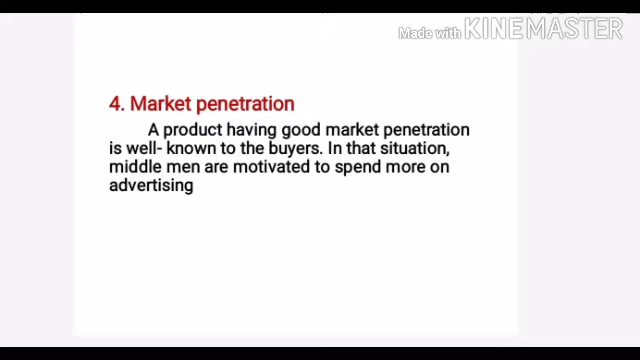 Made with KINEMASTER
4. Market penetration
A product having good market penetration
is well- known to the buyers. In that situation,
middle men are motivated to spend more on
advertising